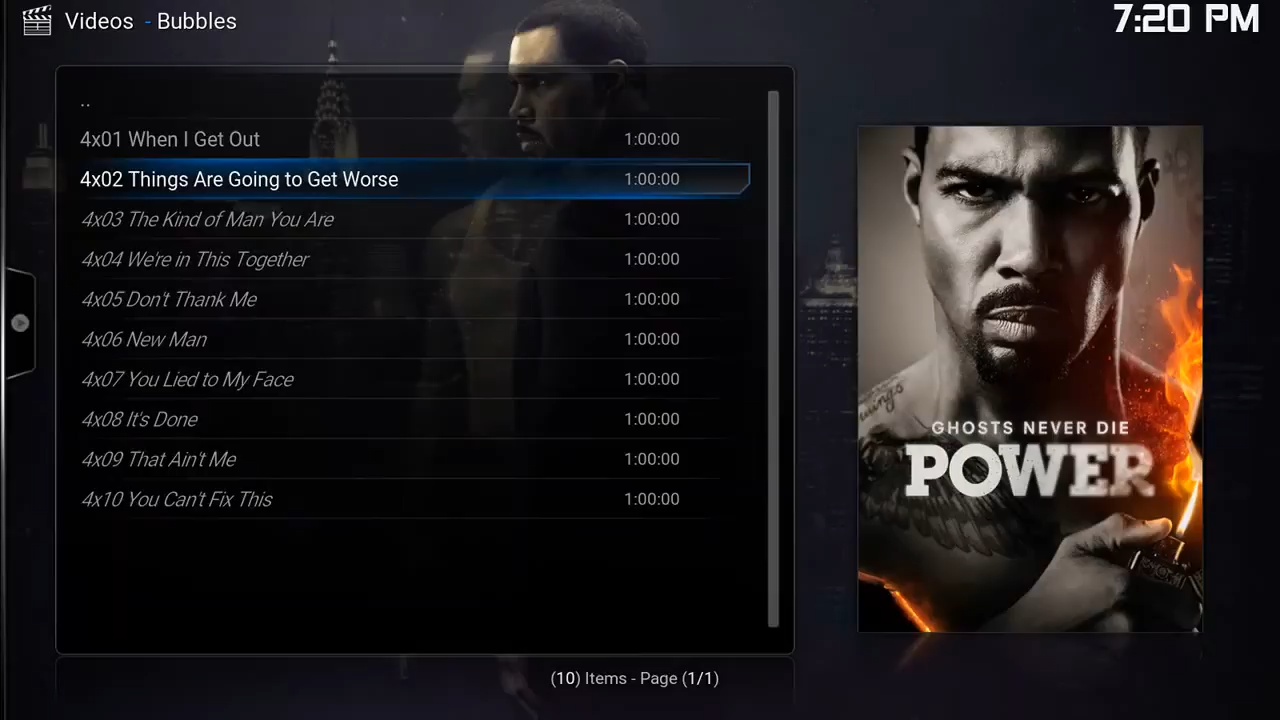 Videos - Bubbles
7:20 PM
..
4x01 When I Get Out 1:00:00
4x02 Things Are Going to Get Worse 1:00:00
4x03 The Kind of Man You Are 1:00:00
4x04 We're in This Together 1:00:00
4x05 Don't Thank Me 1:00:00
4x06 New Man 1:00:00
4x07 You Lied to My Face 1:00:00
4x08 It's Done 1:00:00
4x09 That Ain't Me 1:00:00
4x10 You Can't Fix This 1:00:00
(10) Items - Page (1/1)
GHOSTS NEVER DIE
POWER